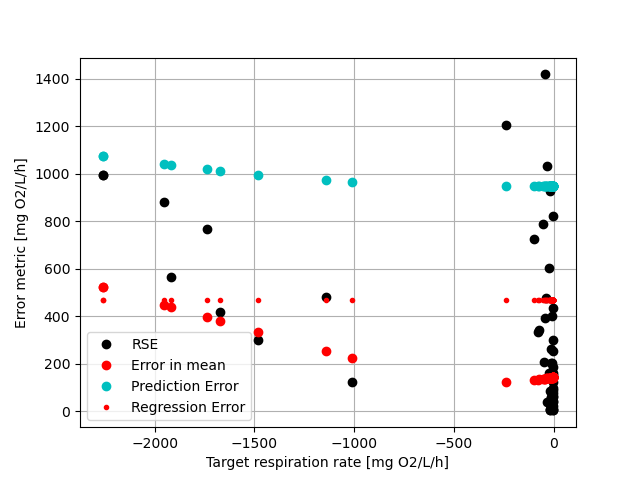 1400
1200
1000
800
600
400
200
0
Error metric [mg O2/L/h]
RSE
Error in mean
Prediction Error
Regression Error
−2000
−1500
−1000
−500
0
Target respiration rate [mg O2/L/h]